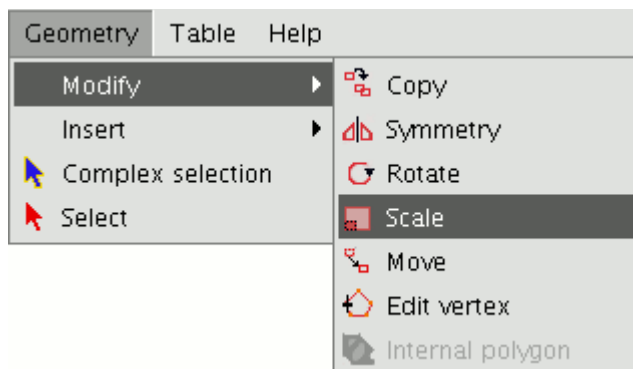 Geometry Table Help
Modify
Insert
Complex selection
Select
Copy
Symmetry
Rotate
Scale
Move
Edit vertex
Internal polygon